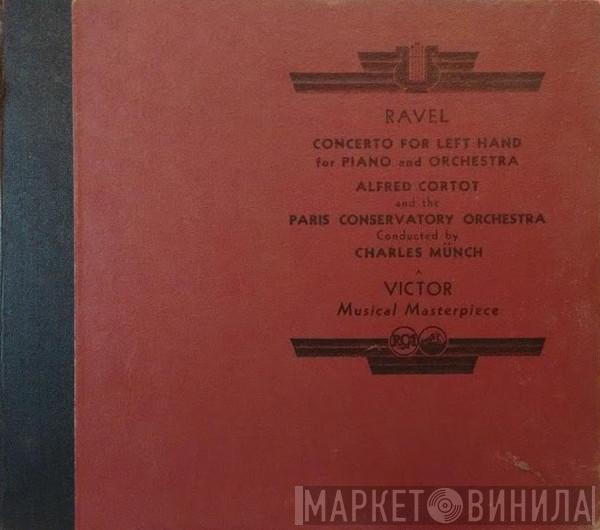 RAVEL
CONCERTO FOR LEFT HAND
for PIANO and ORCHESTRA
ALFRED CORTOT
and the
PARIS CONSERVATORY ORCHESTRA
Conducted by
CHARLES MÜNCH
A
VICTOR
Musical Masterpiece
RCA
МАРКЕТ ВИНИЛА